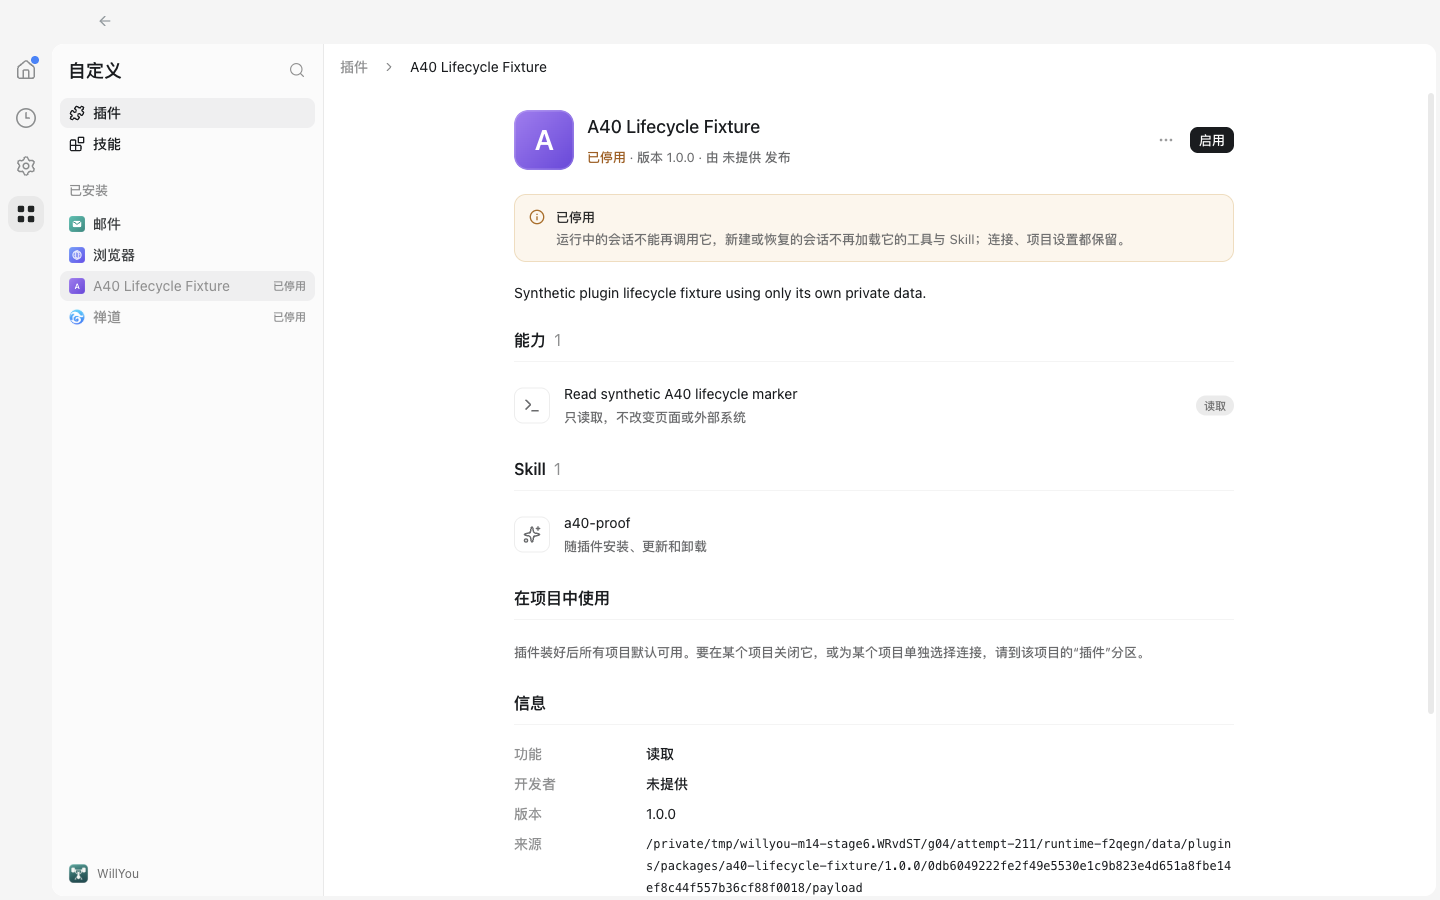 自定义
插件
技能
已安装
邮件
浏览器
A
A40 Lifecycle Fixture 已停用
禅道 已停用
WillYou
插件 > A40 Lifecycle Fixture
A
A40 Lifecycle Fixture
已停用 · 版本 1.0.0 · 由 未提供 发布
··· 启用
已停用
运行中的会话不能再调用它，新建或恢复的会话不再加载它的工具与 Skill；连接、项目设置都保留。
Synthetic plugin lifecycle fixture using only its own private data.
能力 1
Read synthetic A40 lifecycle marker
只读取，不改变页面或外部系统
读取
Skill 1
a40-proof
随插件安装、更新和卸载
在项目中使用
插件装好后所有项目默认可用。要在某个项目关闭它，或为某个项目单独选择连接，请到该项目的“插件”分区。
信息
功能 读取
开发者 未提供
版本 1.0.0
来源 /private/tmp/willyou-m14-stage6.WRvdST/g04/attempt-211/runtime-f2qegn/data/plugin
s/packages/a40-lifecycle-fixture/1.0.0/0db6049222fe2f49e5530e1c9b823e4d651a8fbe14
ef8c44f557b36cf88f0018/payload